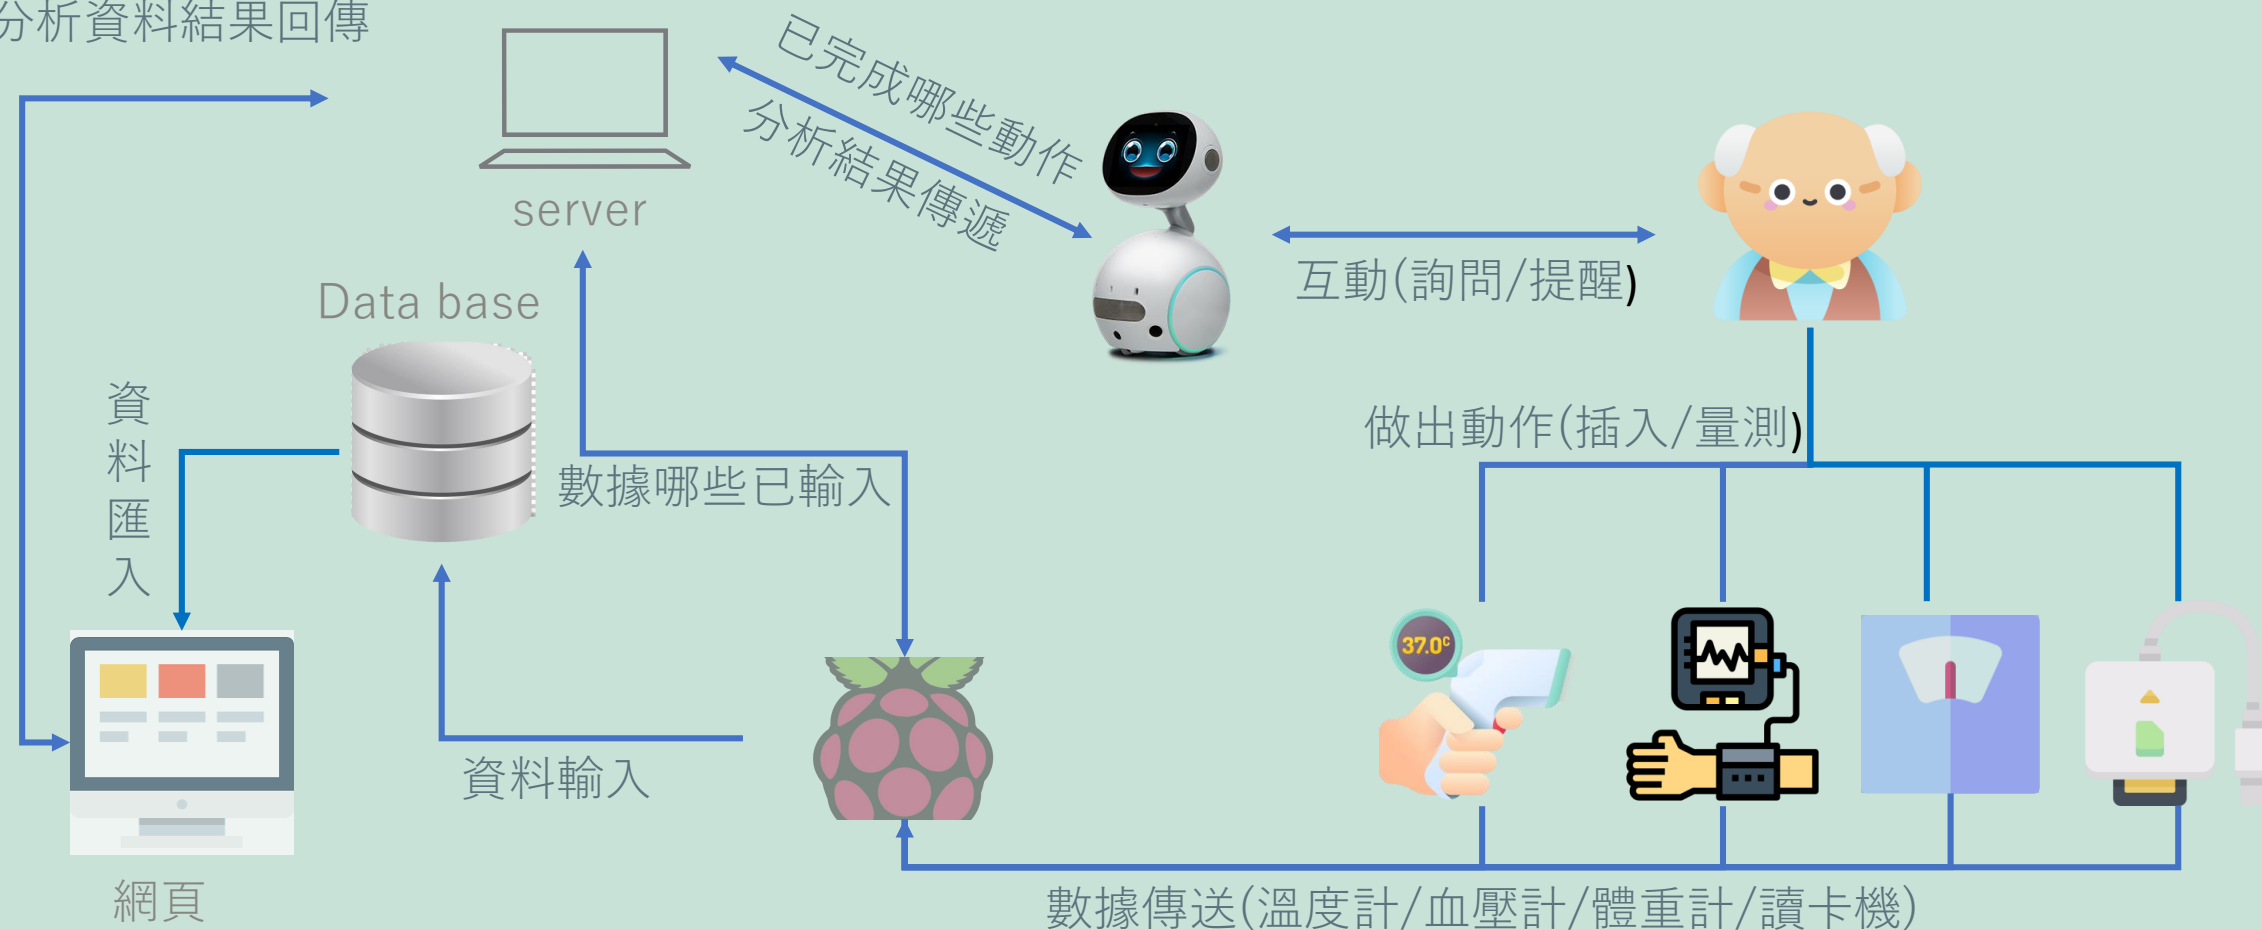 分析資料結果回傳
已完成哪些動作
分析結果傳遞
server
互動(詢問/提醒)
Data base
資料匯入
做出動作(插入/量測)
數據哪些已輸入
37.0c
資料輸入
網頁
數據傳送(溫度計/血壓計/體重計/讀卡機)